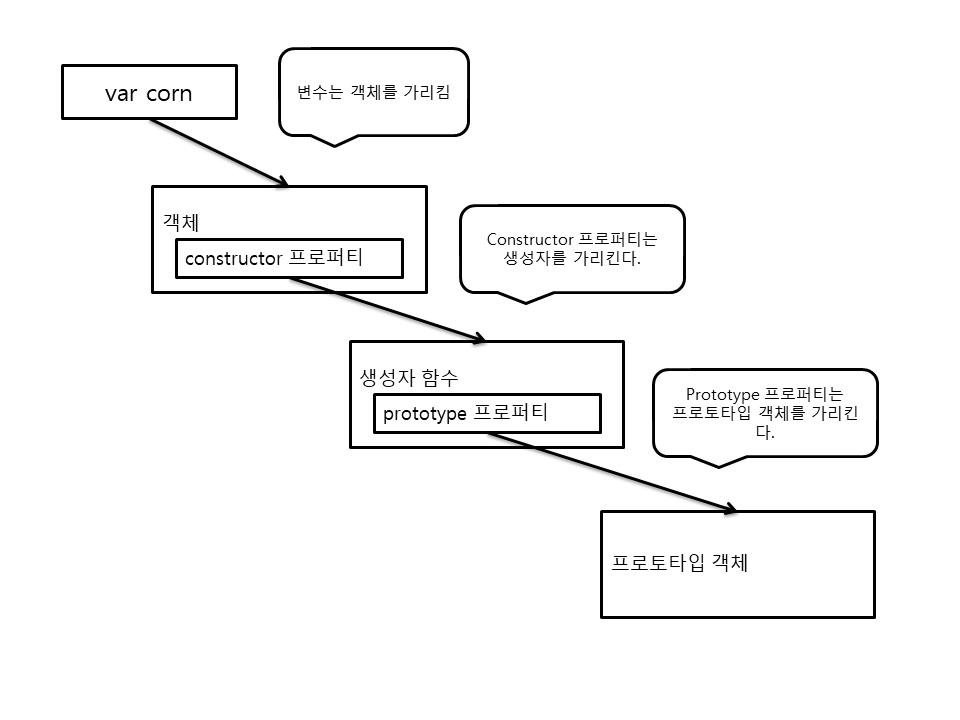 var corn
변수는 객체를 가리킴
객체
constructor 프로퍼티
Constructor 프로퍼티는
생성자를 가리킨다.
생성자 함수
prototype 프로퍼티
Prototype 프로퍼티는
프로토타입 객체를 가리킨
다.
프로토타입 객체